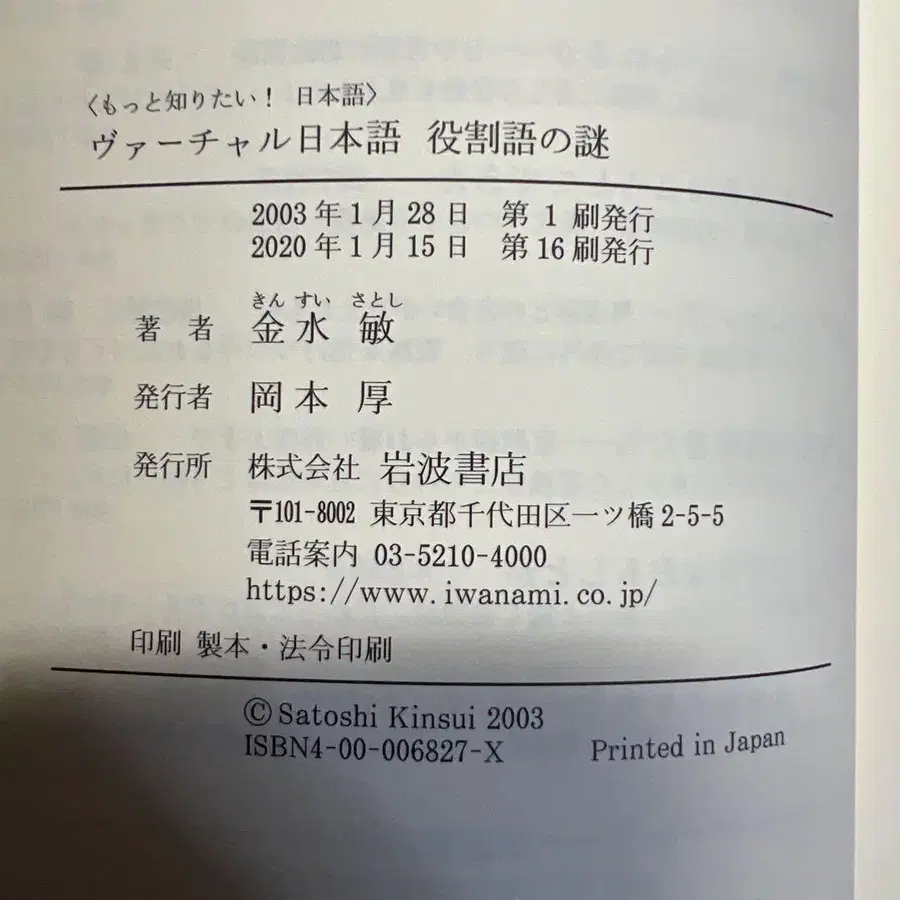 〈もっと知りたい！ 日本語〉
ヴァーチャル日本語 役割語の謎
2003年1月28日 第1刷発行
2020年1月15日 第16刷発行
きん すい さとし
著 者 金水 敏
発行者 岡本 厚
発行所 株式会社 岩波書店
〒101-8002 東京都千代田区一ツ橋2-5-5
電話案内 03-5210-4000
https://www.iwanami.co.jp/
印刷 製本・法令印刷
© Satoshi Kinsui 2003
ISBN4-00-006827-X Printed in Japan